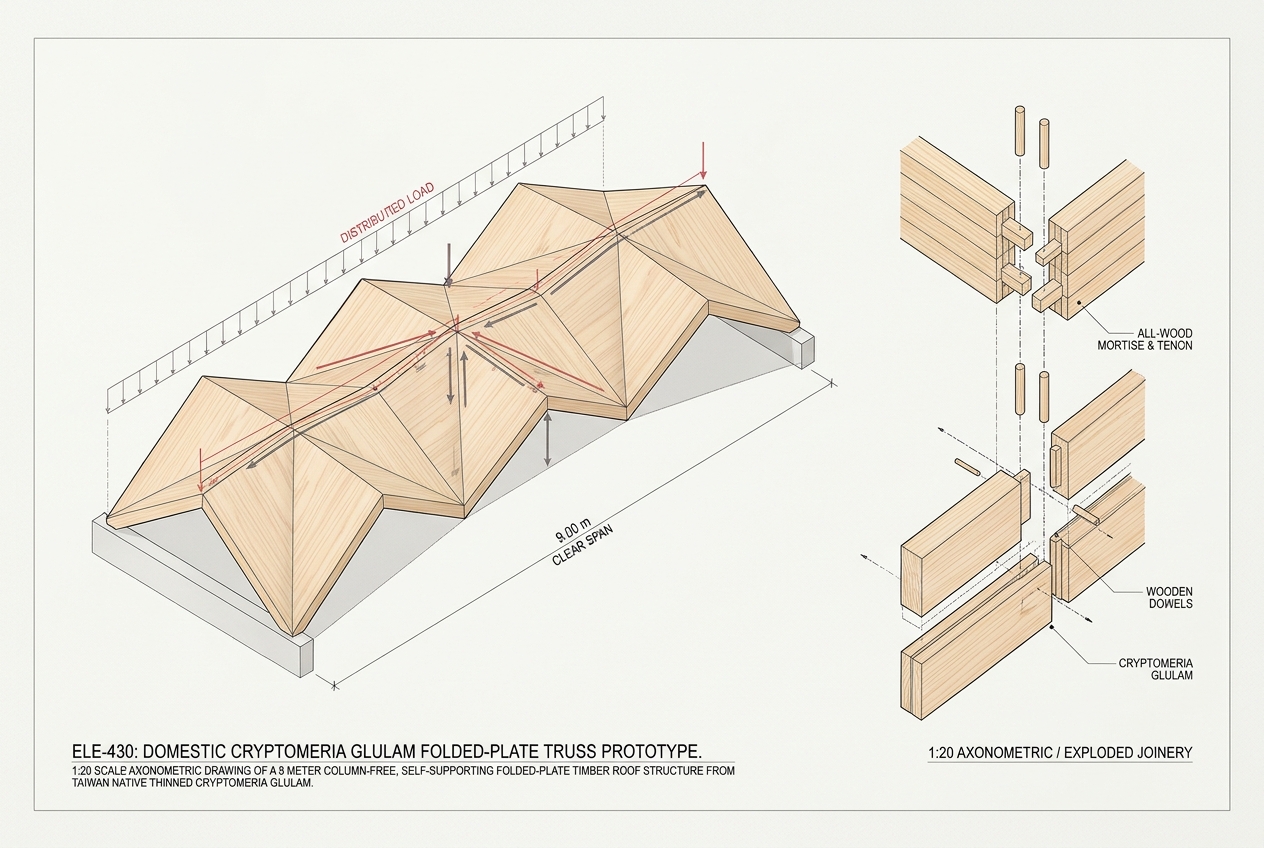 DISTRIBUTED LOAD
9.00 m
CLEAR SPAN
ALL-WOOD
MORTISE & TENON
WOODEN
DOWELS
CRYPTOMERIA
GLULAM
ELE-430: DOMESTIC CRYPTOMERIA GLULAM FOLDED-PLATE TRUSS PROTOTYPE.
1:20 SCALE AXONOMETRIC DRAWING OF A 8 METER COLUMN-FREE, SELF-SUPPORTING FOLDED-PLATE TIMBER ROOF STRUCTURE FROM
TAIWAN NATIVE THINNED CRYPTOMERIA GLULAM.
1:20 AXONOMETRIC / EXPLODED JOINERY